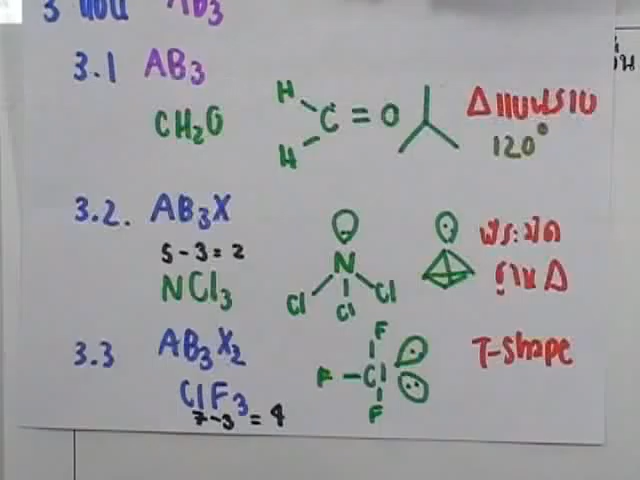 3 แบบ AB3
3.1 AB3
CH2O
H
C = O
H
Δ แบนราบ
120°
3.2. AB3X
5 - 3 = 2
NCl3
N
Cl Cl Cl
พีระมิด
ฐาน Δ
3.3 AB3X2
ClF3
7-3 = 4
F
F - Cl
F
T-shape